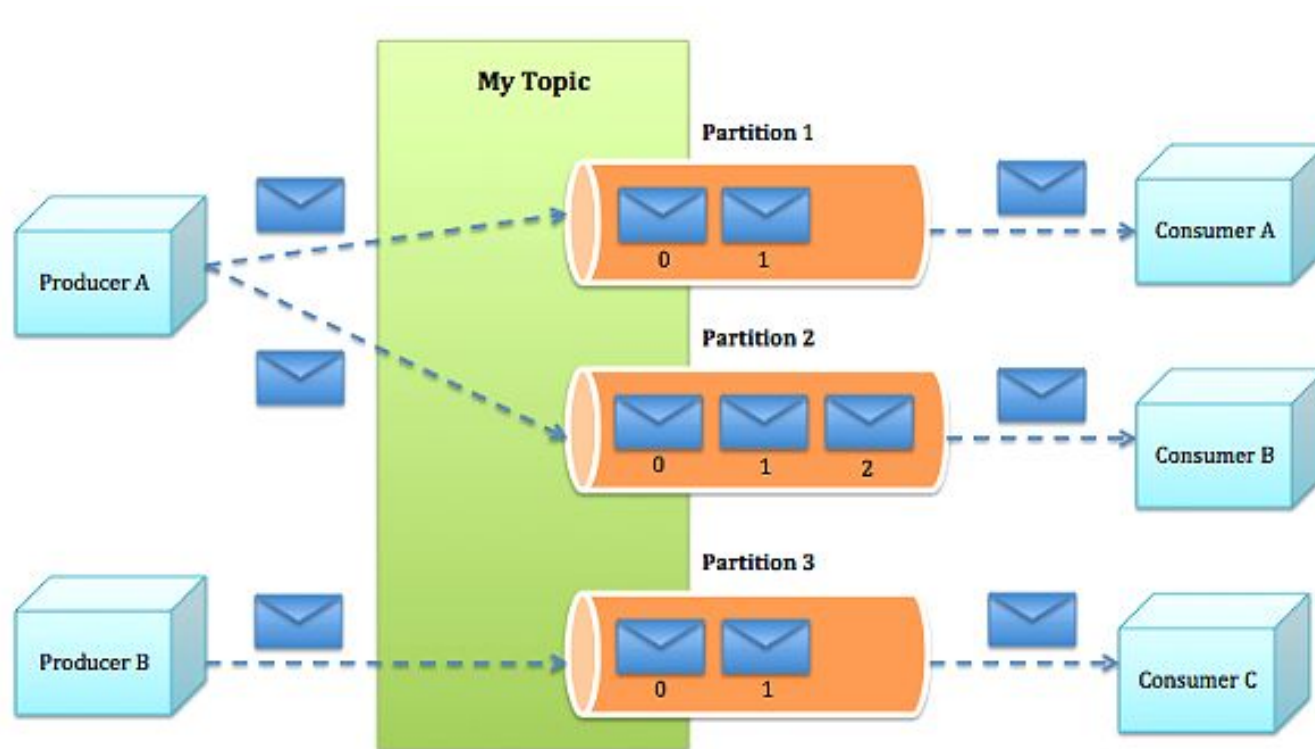 My Topic
Partition 1
Producer A
0 1
Consumer A
Partition 2
0 1 2
Consumer B
Partition 3
Producer B
0 1
Consumer C